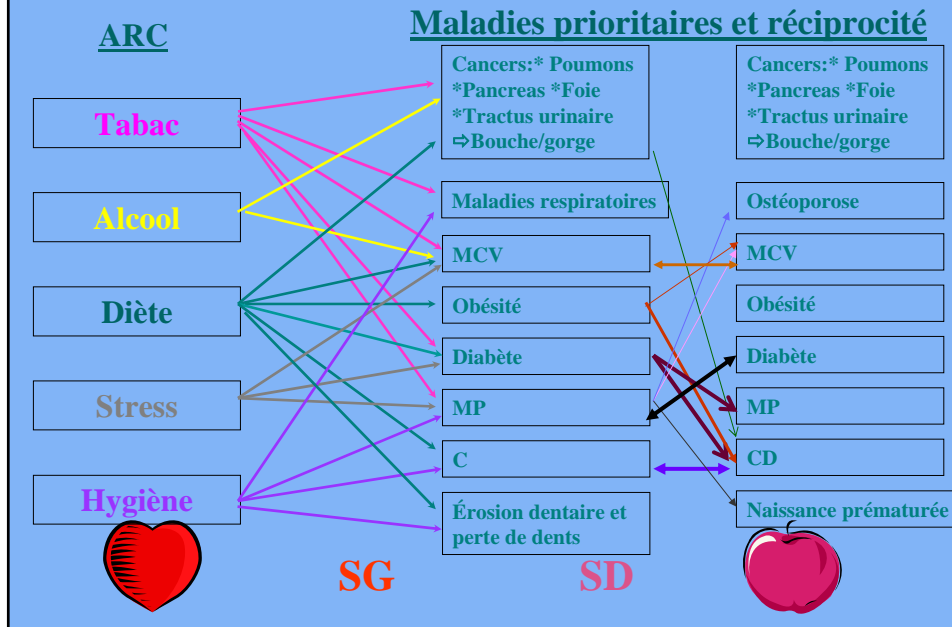 ARC
Maladies prioritaires et réciprocité
Tabac
Alcool
Diète
Stress
Hygiène
Cancers:* Poumons
*Pancreas *Foie
*Tractus urinaire
⇨Bouche/gorge
Maladies respiratoires
MCV
Obésité
Diabète
MP
C
Érosion dentaire et
perte de dents
Cancers:* Poumons
*Pancreas *Foie
*Tractus urinaire
⇨Bouche/gorge
Ostéoporose
MCV
Obésité
Diabète
MP
CD
Naissance prématurée
SG
SD